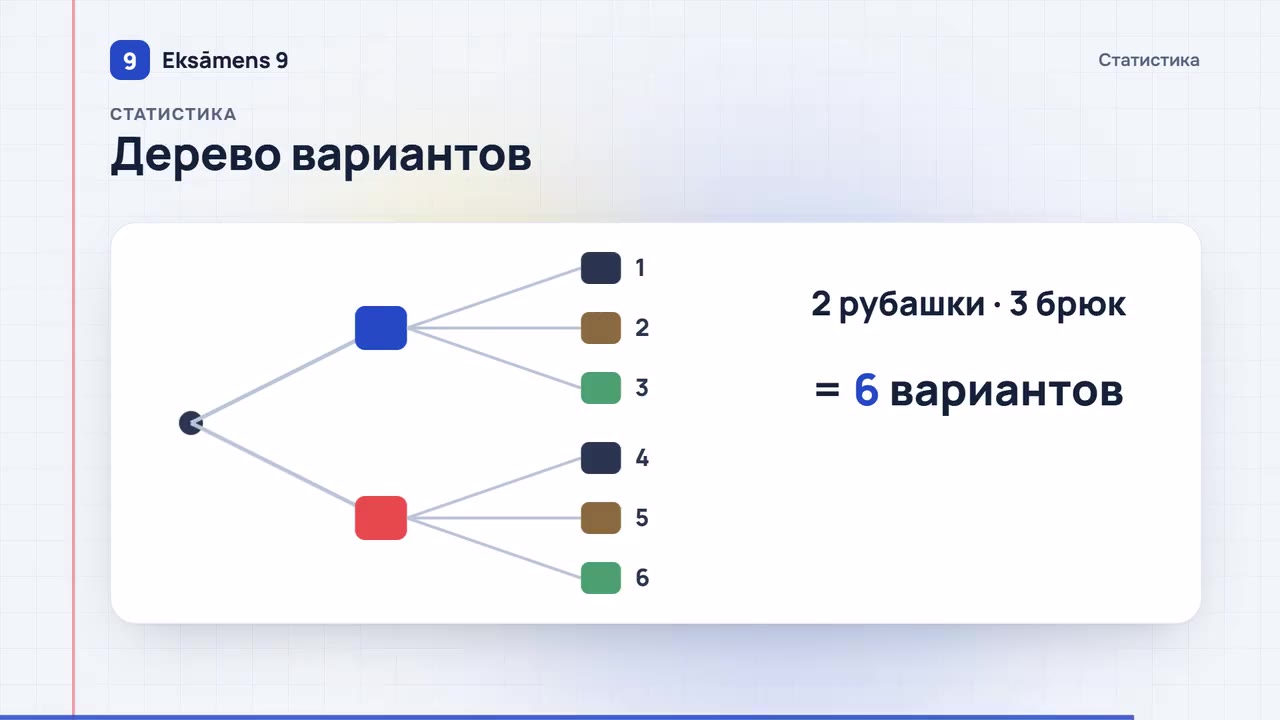 9 Eksāmens 9
Статистика
СТАТИСТИКА
Дерево вариантов
1
2
3
4
5
6
2 рубашки · 3 брюк
= 6 вариантов